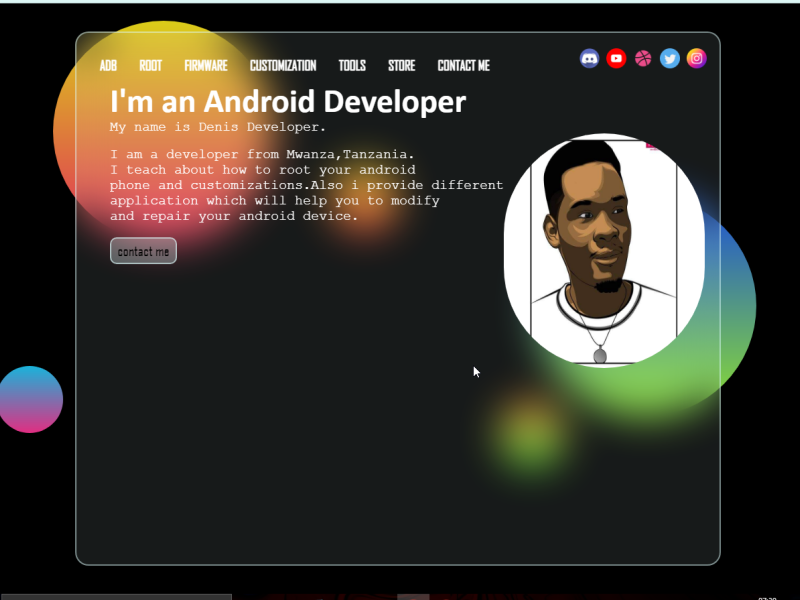 ADB ROOT FIRMWARE CUSTOMIZATION TOOLS STORE CONTACT ME
I'm an Android Developer
My name is Denis Developer.
I am a developer from Mwanza,Tanzania.
I teach about how to root your android
phone and customizations.Also i provide different
application which will help you to modify
and repair your android device.
contact me